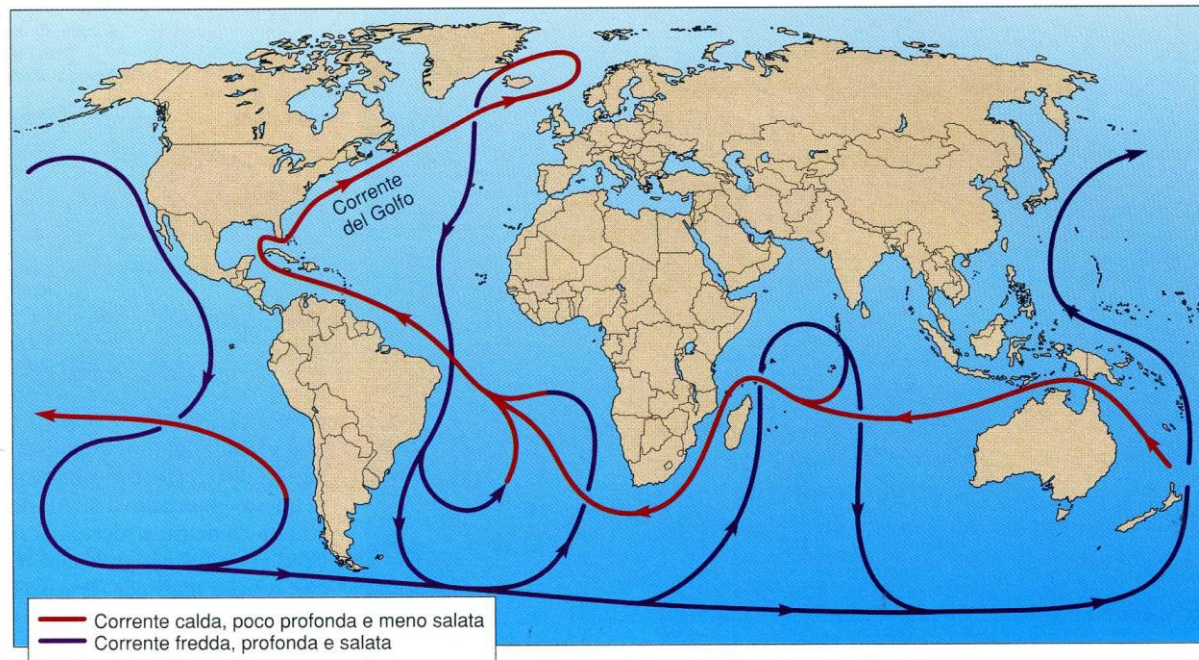 Corrente
del Golfo
Corrente calda, poco profonda e meno salata
Corrente fredda, profonda e salata